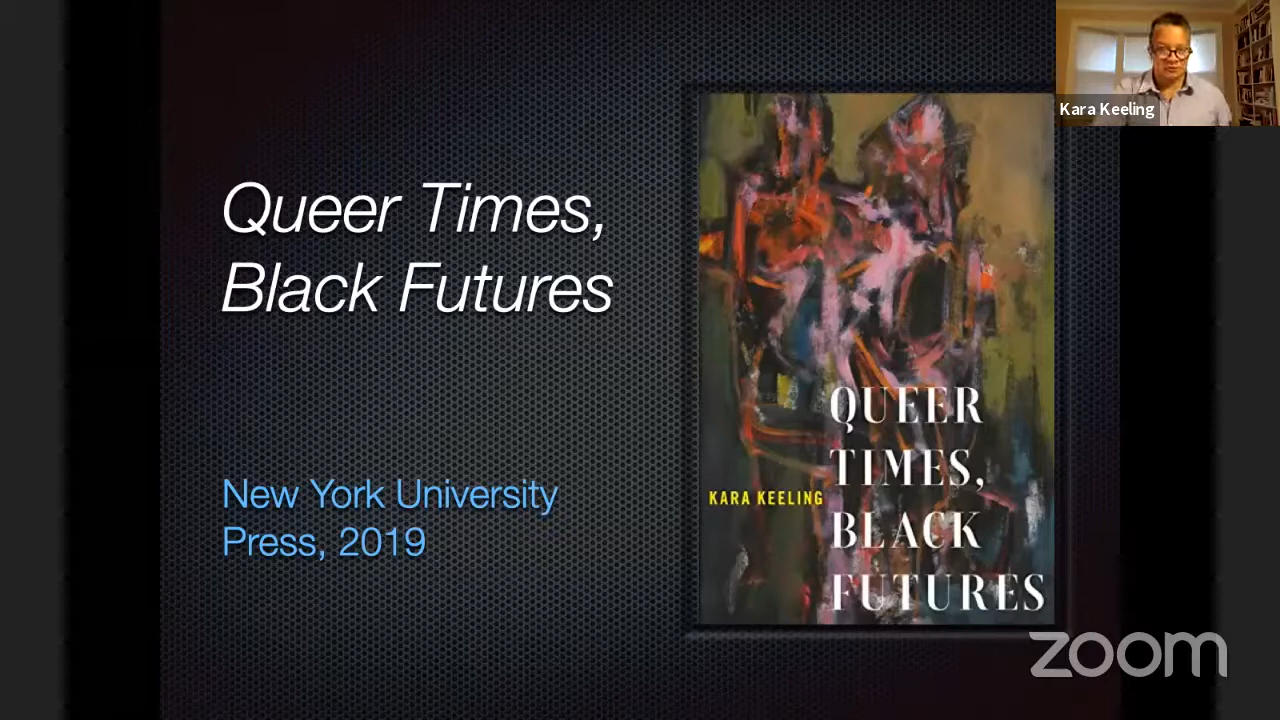 Kara Keeling
Queer Times,
Black Futures
New York University
Press, 2019
QUEER
TIMES,
KARA KEELING
BLACK
FUTURES
zoom